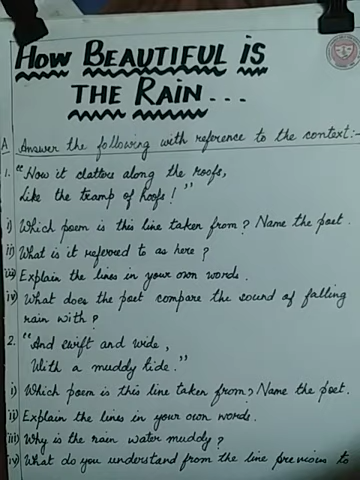 How Beautiful is
the Rain...
A Answer the following with reference to the context:-
1. "How it clatters along the roofs,
Like the tramp of hoofs!"
i) Which poem is this line taken from? Name the poet.
ii) What is it referred to as here?
iii) Explain the lines in your own words.
iv) What does the poet compare the sound of falling
rain with?
2. "And swift and wide,
With a muddy tide."
i) Which poem is this line taken from? Name the poet.
ii) Explain the lines in your own words.
iii) Why is the rain water muddy?
iv) What do you understand from the line previous to